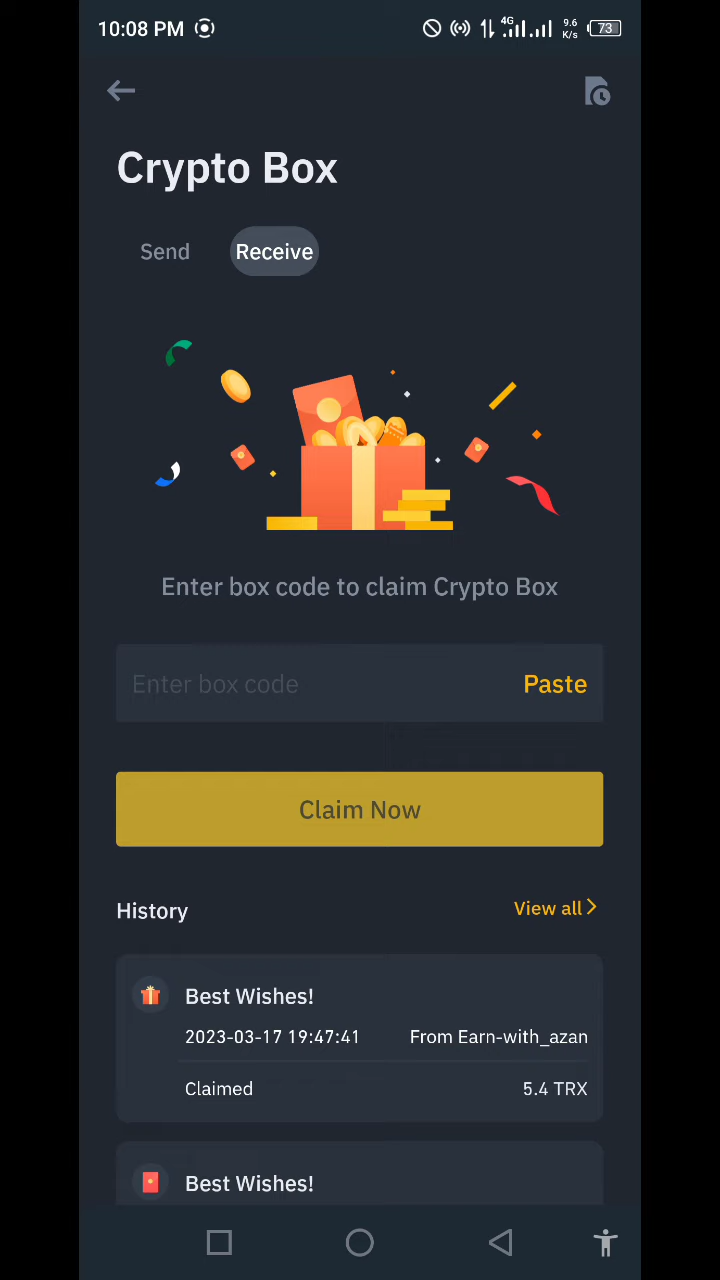 10:08 PM 4G 9.6 K/s 73
Crypto Box
Send Receive
Enter box code to claim Crypto Box
Enter box code Paste
Claim Now
History View all
Best Wishes!
2023-03-17 19:47:41 From Earn-with_azan
Claimed 5.4 TRX
Best Wishes!